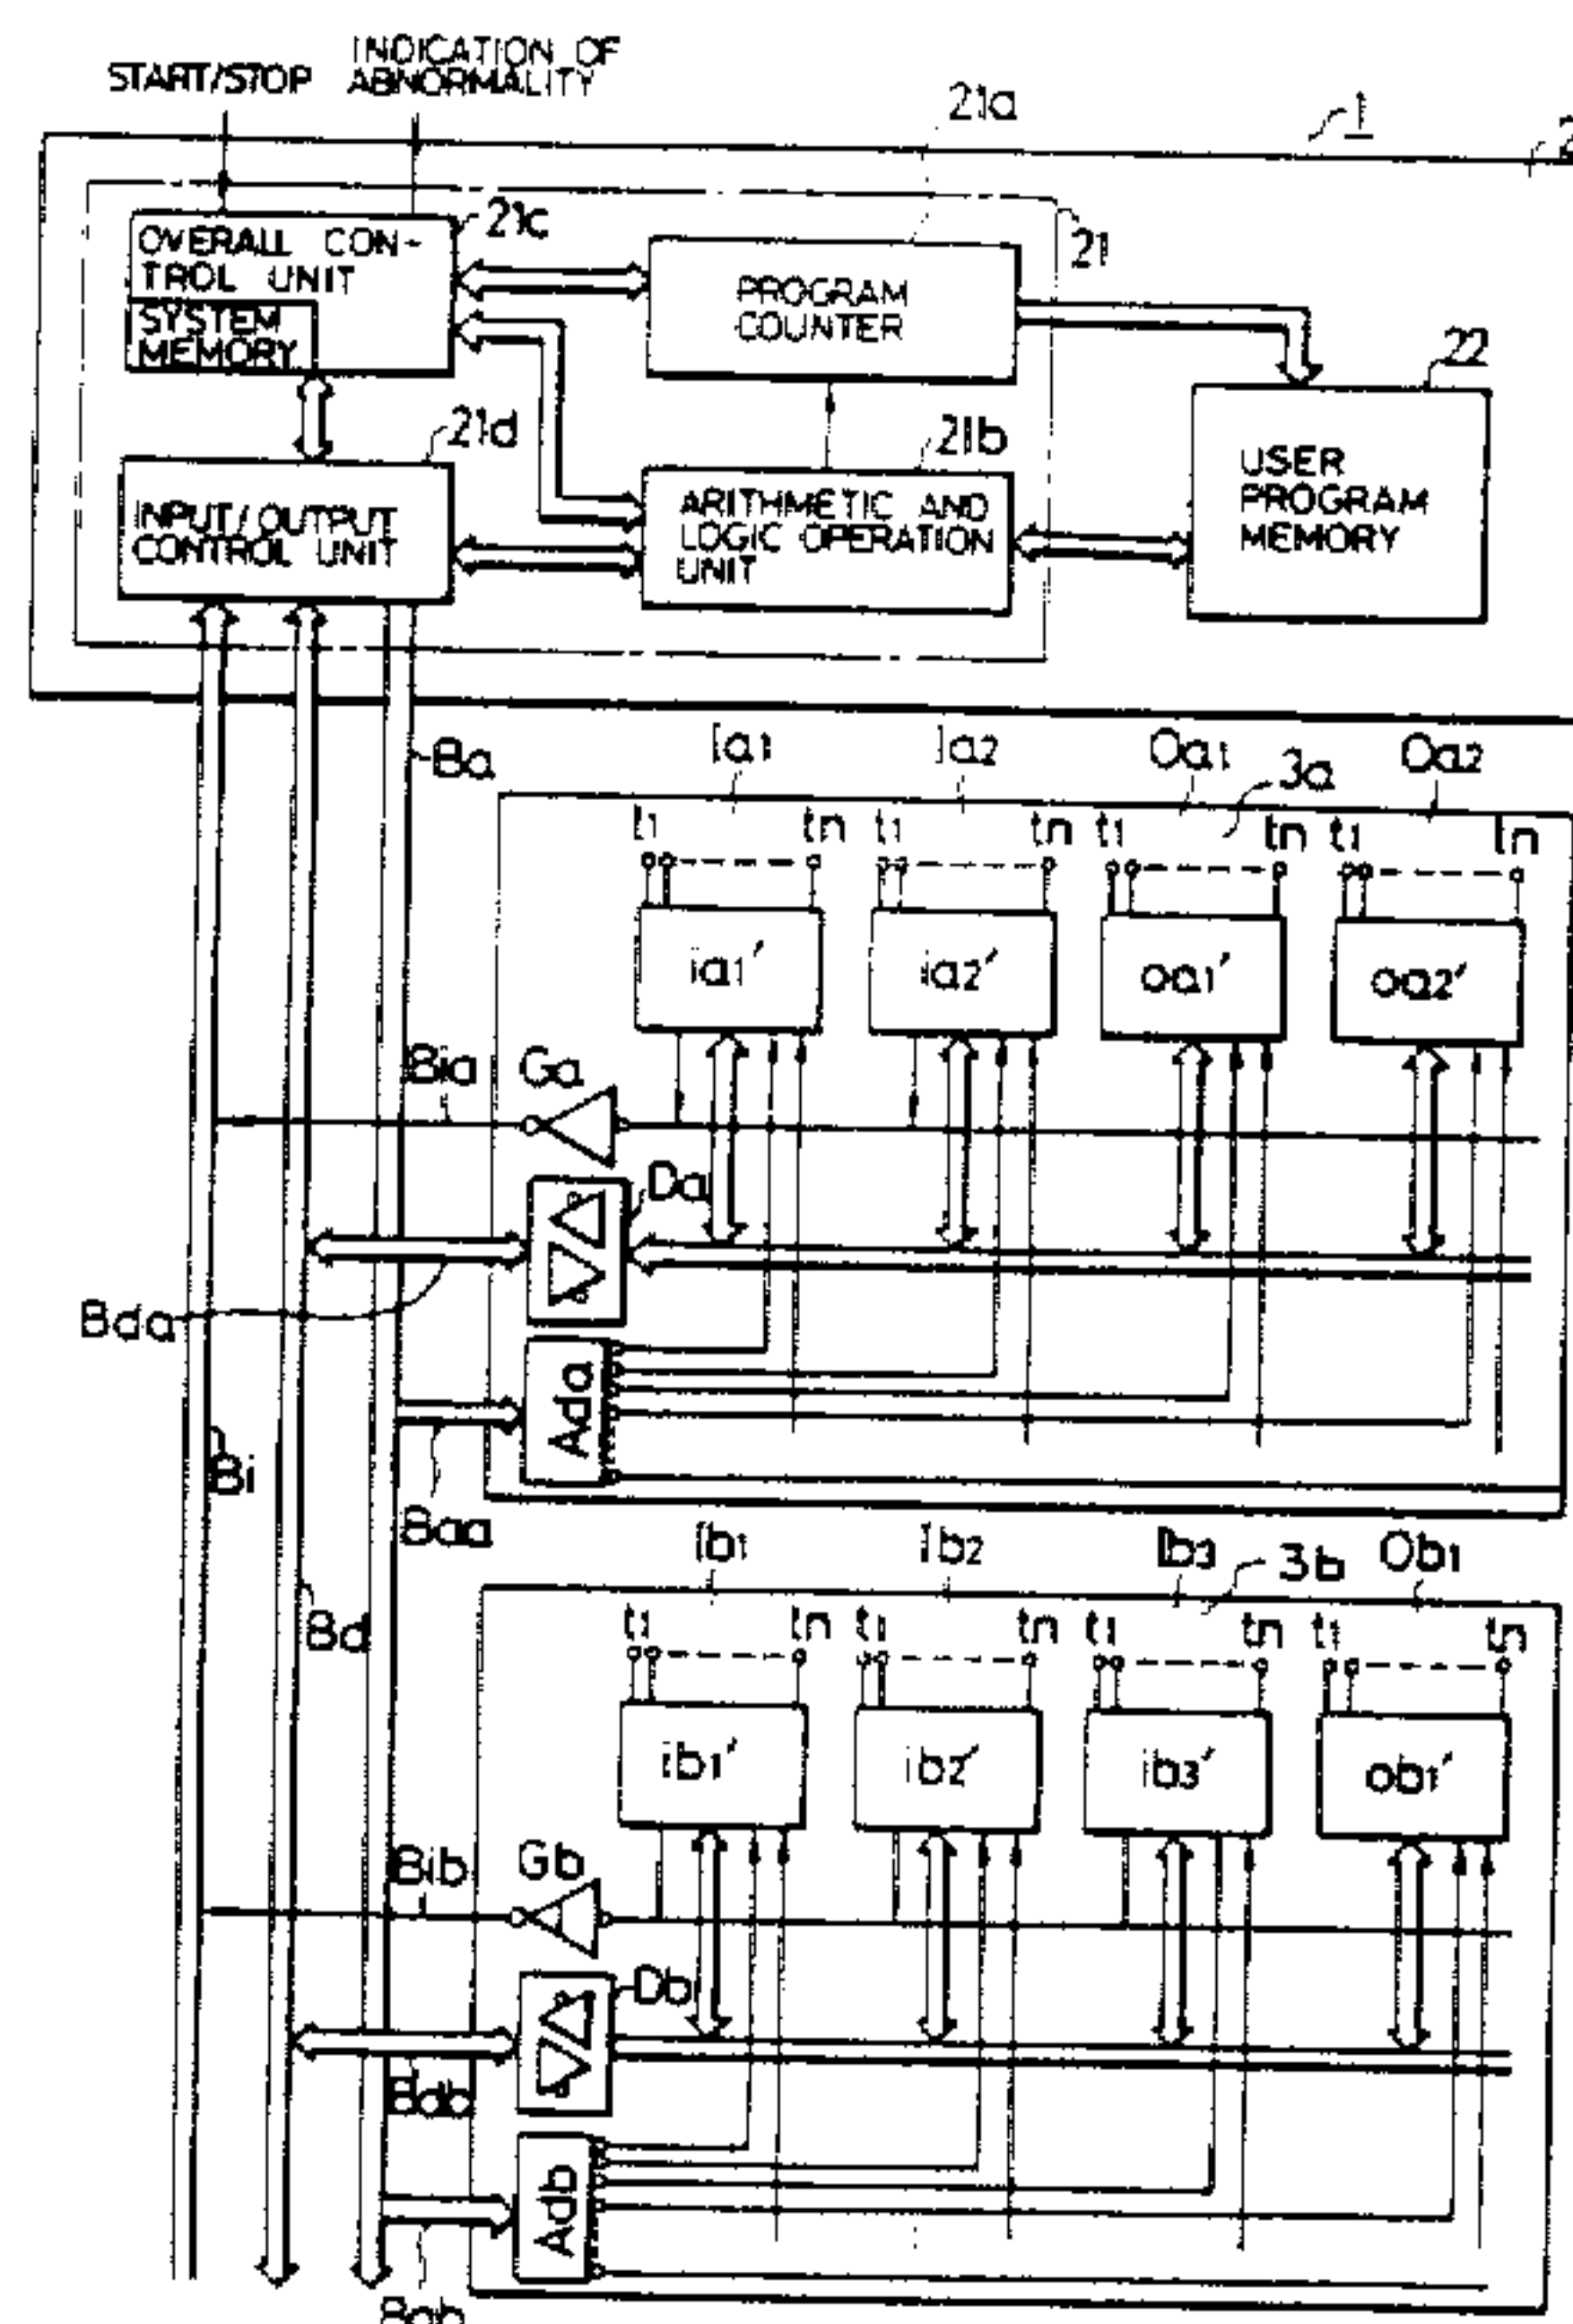 START/STOP
INDICATION OF
ABNORMALITY
21a
1
2
21c
OVERALL CON-
TROL UNIT
SYSTEM
MEMORY
PROGRAM
COUNTER
21
22
21d
21b
INPUT/OUTPUT
CONTROL UNIT
ARITHMETIC AND
LOGIC OPERATION
UNIT
USER
PROGRAM
MEMORY
Ba
Ia1
Ia2
Oa1
3a
Oa2
t1 tn t1 tn t1 tn t1 tn
ia1′
ia2′
oa1′
oa2′
Bia
Ga
Da
Bda
Ada
Bi
Baa
Ib1
Ib2
Ib3
3b
Ob1
Bd
t1 tn t1 tn t1 tn t1 tn
ib1′
ib2′
ib3′
ob1′
Bib
Gb
Db
Bdb
Adb
Bab